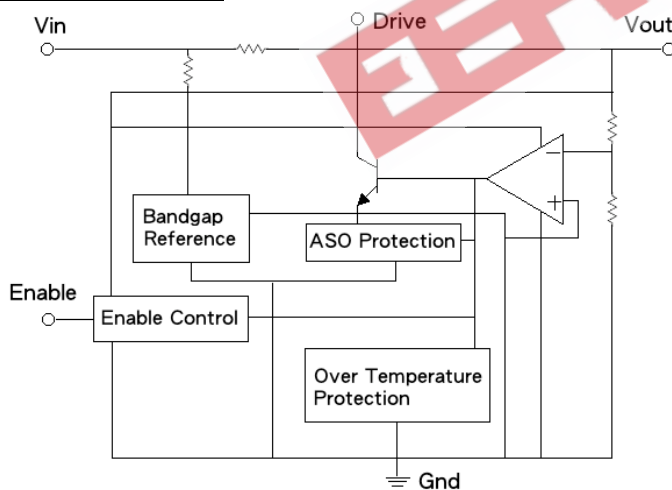 Vin
Drive
Vout
Bandgap
Reference
ASO Protection
Enable
Enable Control
Over Temperature
Protection
Gnd
−
+